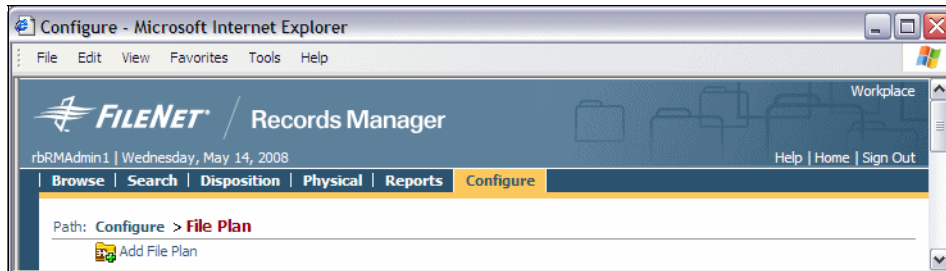 Configure - Microsoft Internet Explorer
File Edit View Favorites Tools Help
Workplace
FILENET Records Manager
rbRMAdmin1 | Wednesday, May 14, 2008
Help | Home | Sign Out
| Browse | Search | Disposition | Physical | Reports Configure
Path: Configure > File Plan
Add File Plan